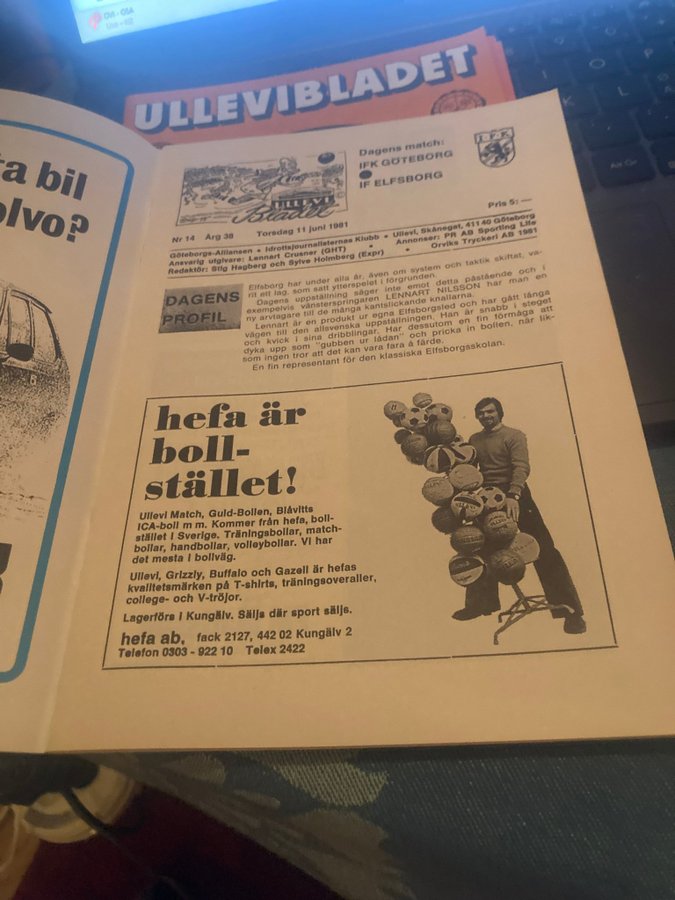 ULLEVIBLADET
ta bil
olvo?
ULLEVI
Bladet
Dagens match:
IFK GÖTEBORG
IF ELFSBORG
I.F.K
Pris 5:—
Nr 14 Årg 38 Torsdag 11 juni 1981
Göteborgs-Alliansen • Idrottsjournalisternas Klubb • Ullevi, Skånegat, 411 40 Göteborg
Ansvarig utgivare: Lennart Crusner (GHT) • Annonser: PR AB Sporting Life
Redaktör: Stig Hagberg och Sylve Holmberg (Expr) • Orviks Tryckeri AB 1981
DAGENS
PROFIL
Elfsborg har under alla år, även om system och taktik skiftat, va-
rit ett lag, som satt ytterspelet i förgrunden.
Dagens uppställning säger inte emot detta påstående och i
exempelvis vänsterspringaren LENNART NILSSON har man en
ny arvtagare till de många kantslickande knallarna.
Lennart är en produkt ur egna Elfsborgsled och har gått långa
vägen till den allsvenska uppställningen. Han är snabb i steget
och kvick i sina dribblingar. Har dessutom en fin förmåga att
dyka upp som "gubben ur lådan" och pricka in bollen, när lik-
som ingen tror att det kan vara fara å färde.
En fin representant för den klassiska Elfsborgsskolan.
hefa är
boll-
stället!
Ullevi Match, Guld-Bollen, Blåvitts
ICA-boll m m. Kommer från hefa, boll-
stället i Sverige. Träningsbollar, match-
bollar, handbollar, volleybollar. Vi har
det mesta i bollväg.
Ullevi, Grizzly, Buffalo och Gazell är hefas
kvalitetsmärken på T-shirts, träningsoveraller,
college- och V-tröjor.
Lagerförs i Kungälv. Säljs där sport säljs.
hefa ab, fack 2127, 442 02 Kungälv 2
Telefon 0303 - 922 10 Telex 2422